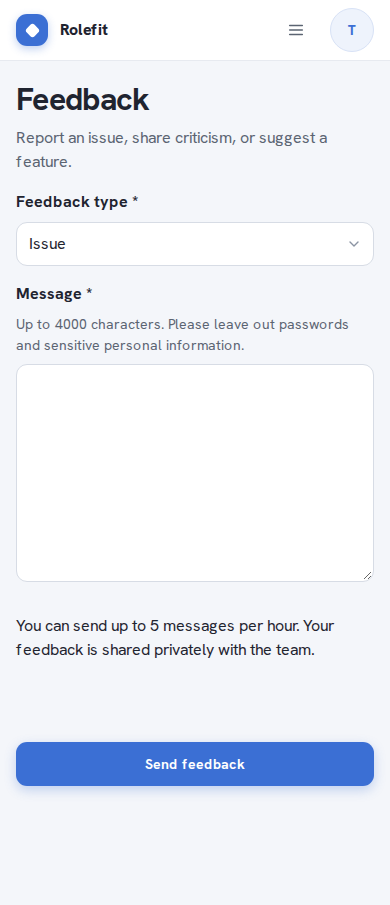 Rolefit
T
Feedback
Report an issue, share criticism, or suggest a
feature.
Feedback type *
Issue
Message *
Up to 4000 characters. Please leave out passwords
and sensitive personal information.
You can send up to 5 messages per hour. Your
feedback is shared privately with the team.
Send feedback